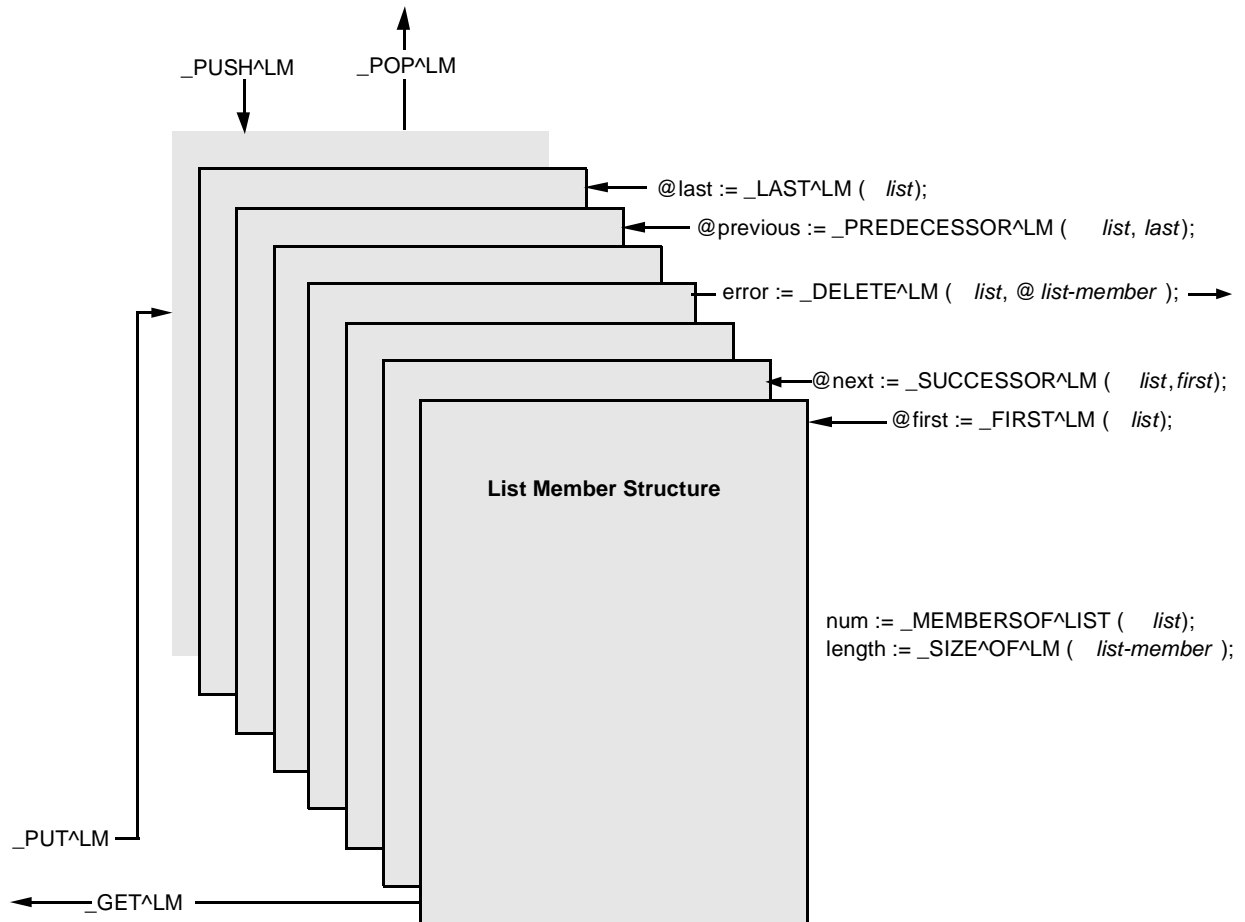 _PUSH^LM
_POP^LM
@last := _LAST^LM ( list);
@previous := _PREDECESSOR^LM ( list, last);
error := _DELETE^LM ( list, @ list-member );
@next := _SUCCESSOR^LM ( list,first);
@first := _FIRST^LM ( list);
List Member Structure
num := _MEMBERSOF^LIST ( list);
length := _SIZE^OF^LM ( list-member );
_PUT^LM
_GET^LM